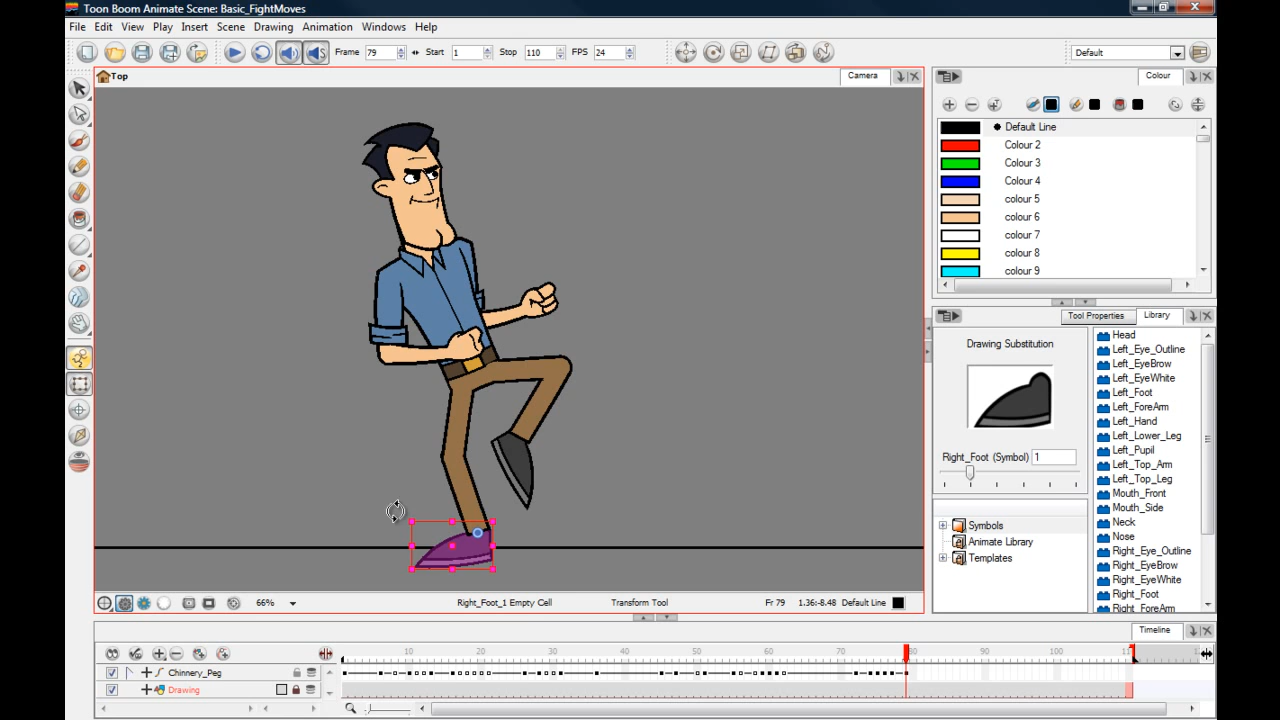 Toon Boom Animate Scene: Basic_FightMoves
File Edit View Play Insert Scene Drawing Animation Windows Help
Frame 79 Start 1 Stop 110 FPS 24 Default
Top Camera
Colour
Default Line
Colour 2
Colour 3
Colour 4
colour 5
colour 6
colour 7
colour 8
colour 9
Tool Properties Library
Drawing Substitution
Right_Foot (Symbol) 1
Symbols
Animate Library
Templates
Head
Left_Eye_Outline
Left_EyeBrow
Left_EyeWhite
Left_Foot
Left_ForeArm
Left_Hand
Left_Lower_Leg
Left_Pupil
Left_Top_Arm
Left_Top_Leg
Mouth_Front
Mouth_Side
Neck
Nose
Right_Eye_Outline
Right_EyeBrow
Right_EyeWhite
Right_Foot
Right_ForeArm
66% Right_Foot_1 Empty Cell Transform Tool Fr 79 1.36:-8.48 Default Line
Timeline
10 20 30 40 50 60 70 80 90 100
Chinnery_Peg
Drawing